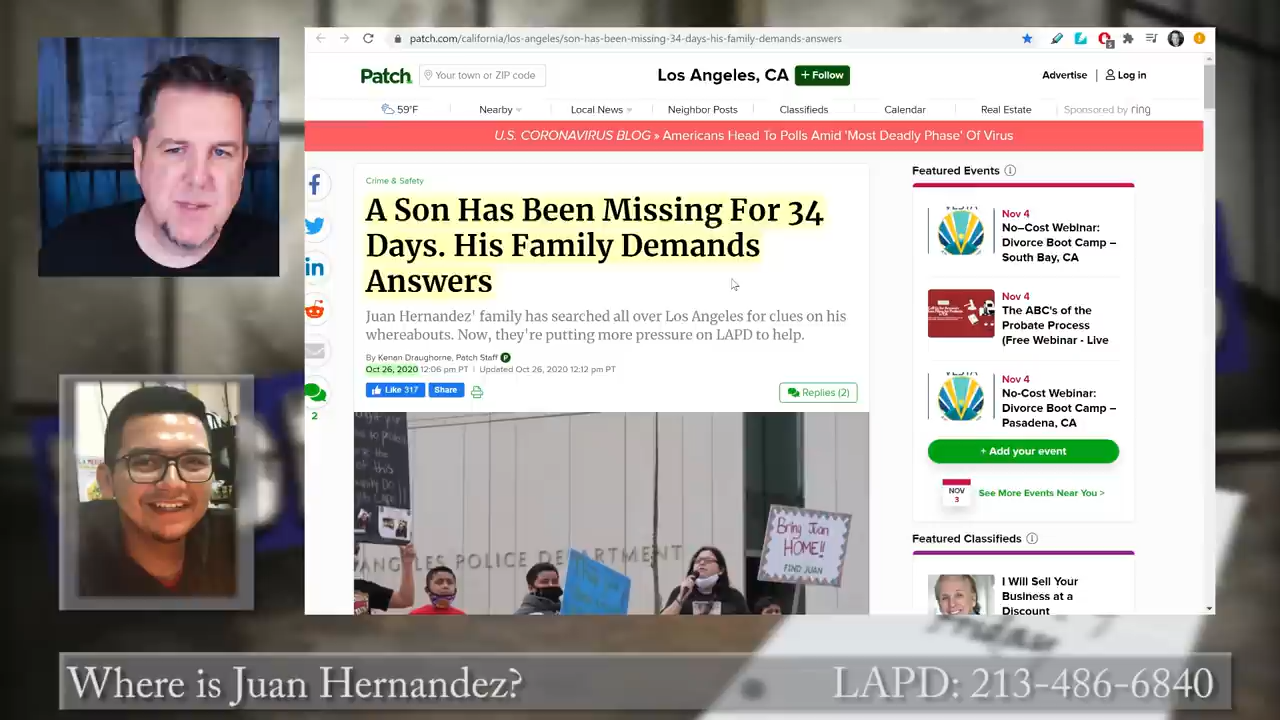 patch.com/california/los-angeles/son-has-been-missing-34-days-his-family-demands-answers
5
Patch
Your town or ZIP code
Los Angeles, CA
+ Follow
Advertise | Log in
59°F
Nearby
Local News
Neighbor Posts
Classifieds
Calendar
Real Estate
Sponsored by ring
U.S. CORONAVIRUS BLOG » Americans Head To Polls Amid 'Most Deadly Phase' Of Virus
Crime & Safety
A Son Has Been Missing For 34
Days. His Family Demands
Answers
Juan Hernandez' family has searched all over Los Angeles for clues on his
whereabouts. Now, they're putting more pressure on LAPD to help.
By Kenan Draughorne, Patch Staff P
Oct 26, 2020 12:06 pm PT | Updated Oct 26, 2020 12:12 pm PT
Like 317
Share
Replies (2)
2
ANGELES POLICE DEPARTMENT
Bring Juan
HOME!!
FIND JUAN
Featured Events
Nov 4
No-Cost Webinar:
Divorce Boot Camp –
South Bay, CA
Nov 4
The ABC's of the
Probate Process
(Free Webinar - Live
Nov 4
No-Cost Webinar:
Divorce Boot Camp –
Pasadena, CA
+ Add your event
NOV
3
See More Events Near You >
Featured Classifieds
I Will Sell Your
Business at a
Discount
Friday
Where is Juan Hernandez?
LAPD: 213-486-6840